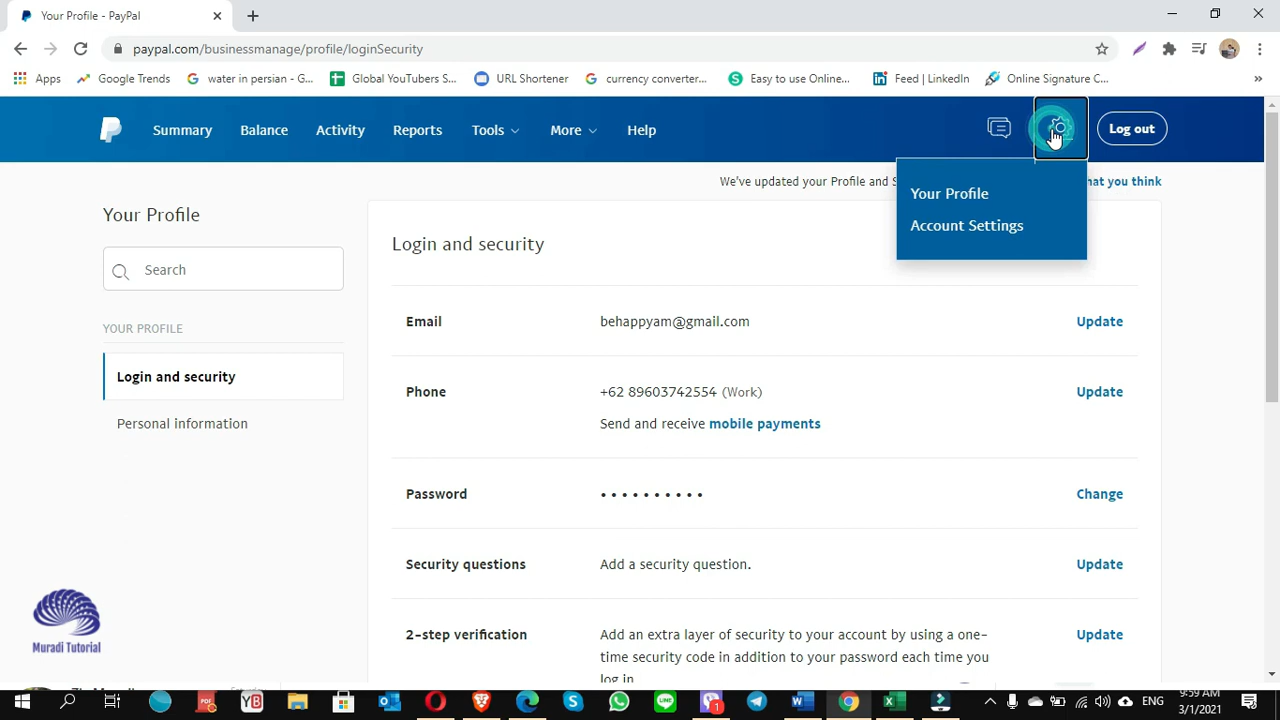 Your Profile - PayPal
paypal.com/businessmanage/profile/loginSecurity
Apps Google Trends water in persian - G... Global YouTubers S... URL Shortener currency converter... Easy to use Online... Feed | LinkedIn Online Signature C... »
Summary Balance Activity Reports Tools More Help Log out
Your Profile
Account Settings
We've updated your Profile and S hat you think
Your Profile
Search
YOUR PROFILE
Login and security
Personal information
Login and security
Email behappyam@gmail.com Update
Phone +62 89603742554 (Work) Update
Send and receive mobile payments
Password •••••••••• Change
Security questions Add a security question. Update
2-step verification Add an extra layer of security to your account by using a one-
time security code in addition to your password each time you
log in
Muradi Tutorial
Update
1
ENG
9:59 AM
3/1/2021